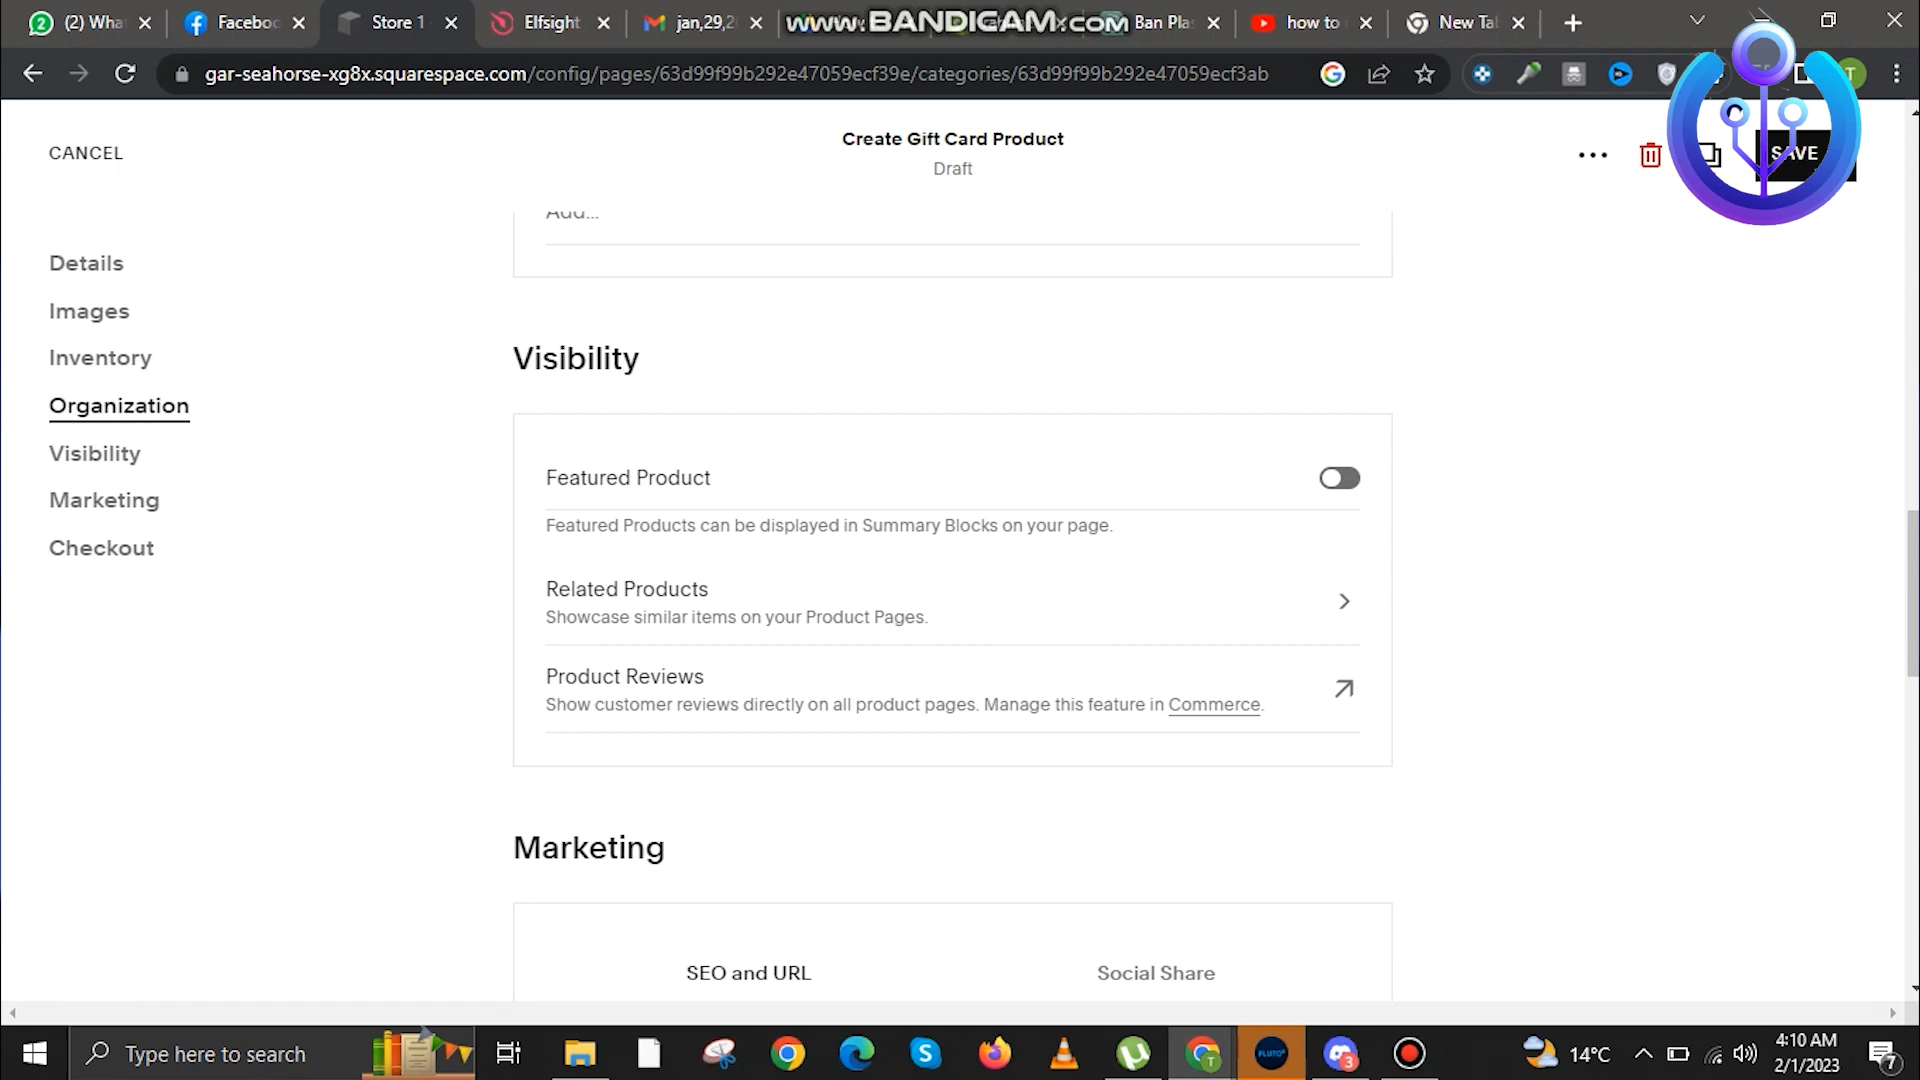 (2) Wha
Faceboo
Store 1
Elfsight
jan,29,2
www.BANDICAM.com
Ban Plas
how to
New Tab
gar-seahorse-xg8x.squarespace.com/config/pages/63d99f99b292e47059ecf39e/categories/63d99f99b292e47059ecf3ab
CANCEL
Create Gift Card Product
Draft
SAVE
Add...
Details
Images
Inventory
Organization
Visibility
Marketing
Checkout
Visibility
Featured Product
Featured Products can be displayed in Summary Blocks on your page.
Related Products
Showcase similar items on your Product Pages.
Product Reviews
Show customer reviews directly on all product pages. Manage this feature in Commerce.
Marketing
SEO and URL
Social Share
Type here to search
PLUTO
3
14°C
4:10 AM
2/1/2023
7